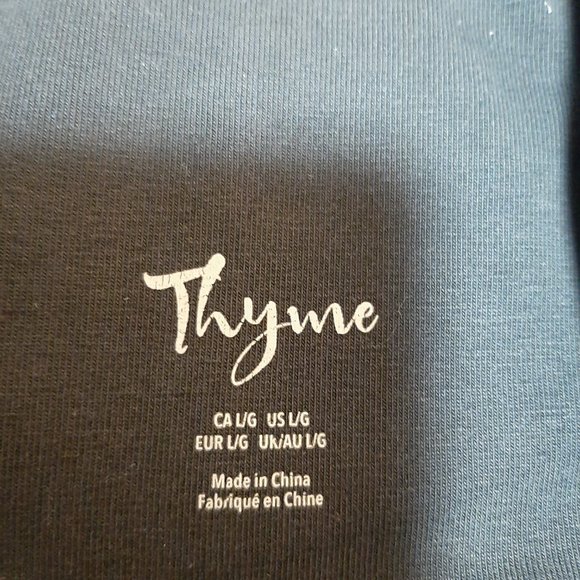 Thyme
CA L/G US L/G
EUR L/G UK/AU L/G
Made in China
Fabriqué en Chine